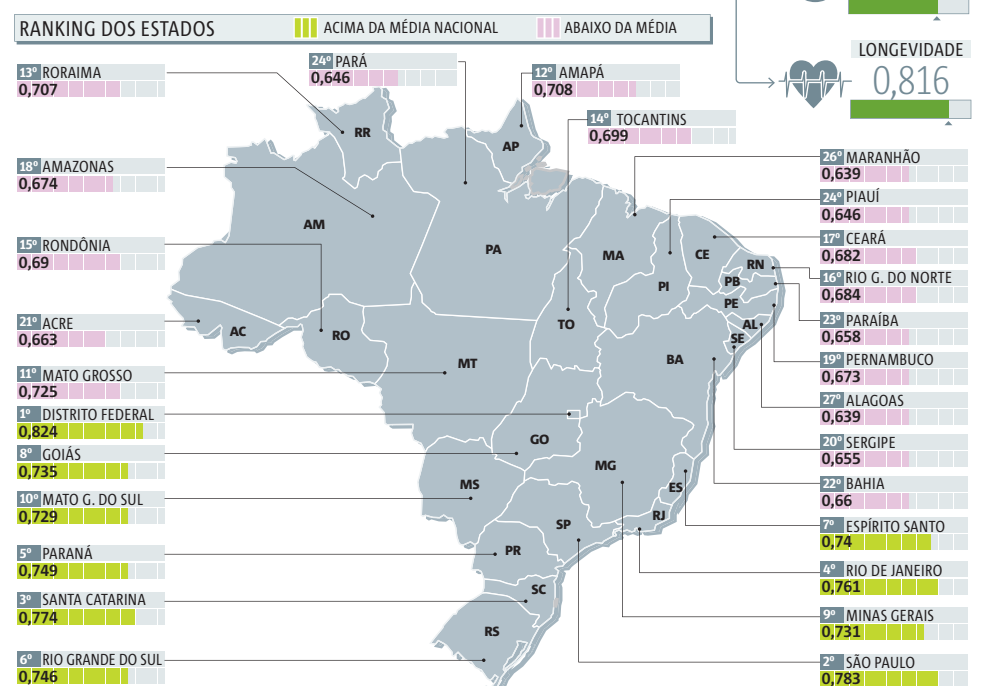 RANKING DOS ESTADOS
ACIMA DA MÉDIA NACIONAL
ABAIXO DA MÉDIA
LONGEVIDADE
0,816
13º RORAIMA
0,707
24º PARÁ
0,646
12º AMAPÁ
0,708
14º TOCANTINS
0,699
18º AMAZONAS
0,674
15º RONDÔNIA
0,69
21º ACRE
0,663
11º MATO GROSSO
0,725
1º DISTRITO FEDERAL
0,824
8º GOIÁS
0,735
10º MATO G. DO SUL
0,729
5º PARANÁ
0,749
3º SANTA CATARINA
0,774
6º RIO GRANDE DO SUL
0,746
RR
AP
AM
PA
MA
CE
RN
PB
PI
PE
AL
SE
AC
RO
TO
BA
MT
GO
MG
MS
ES
RJ
SP
PR
SC
RS
26º MARANHÃO
0,639
24º PIAUÍ
0,646
17º CEARÁ
0,682
16º RIO G. DO NORTE
0,684
23º PARAÍBA
0,658
19º PERNAMBUCO
0,673
27º ALAGOAS
0,639
20º SERGIPE
0,655
22º BAHIA
0,66
7º ESPÍRITO SANTO
0,74
4º RIO DE JANEIRO
0,761
9º MINAS GERAIS
0,731
2º SÃO PAULO
0,783